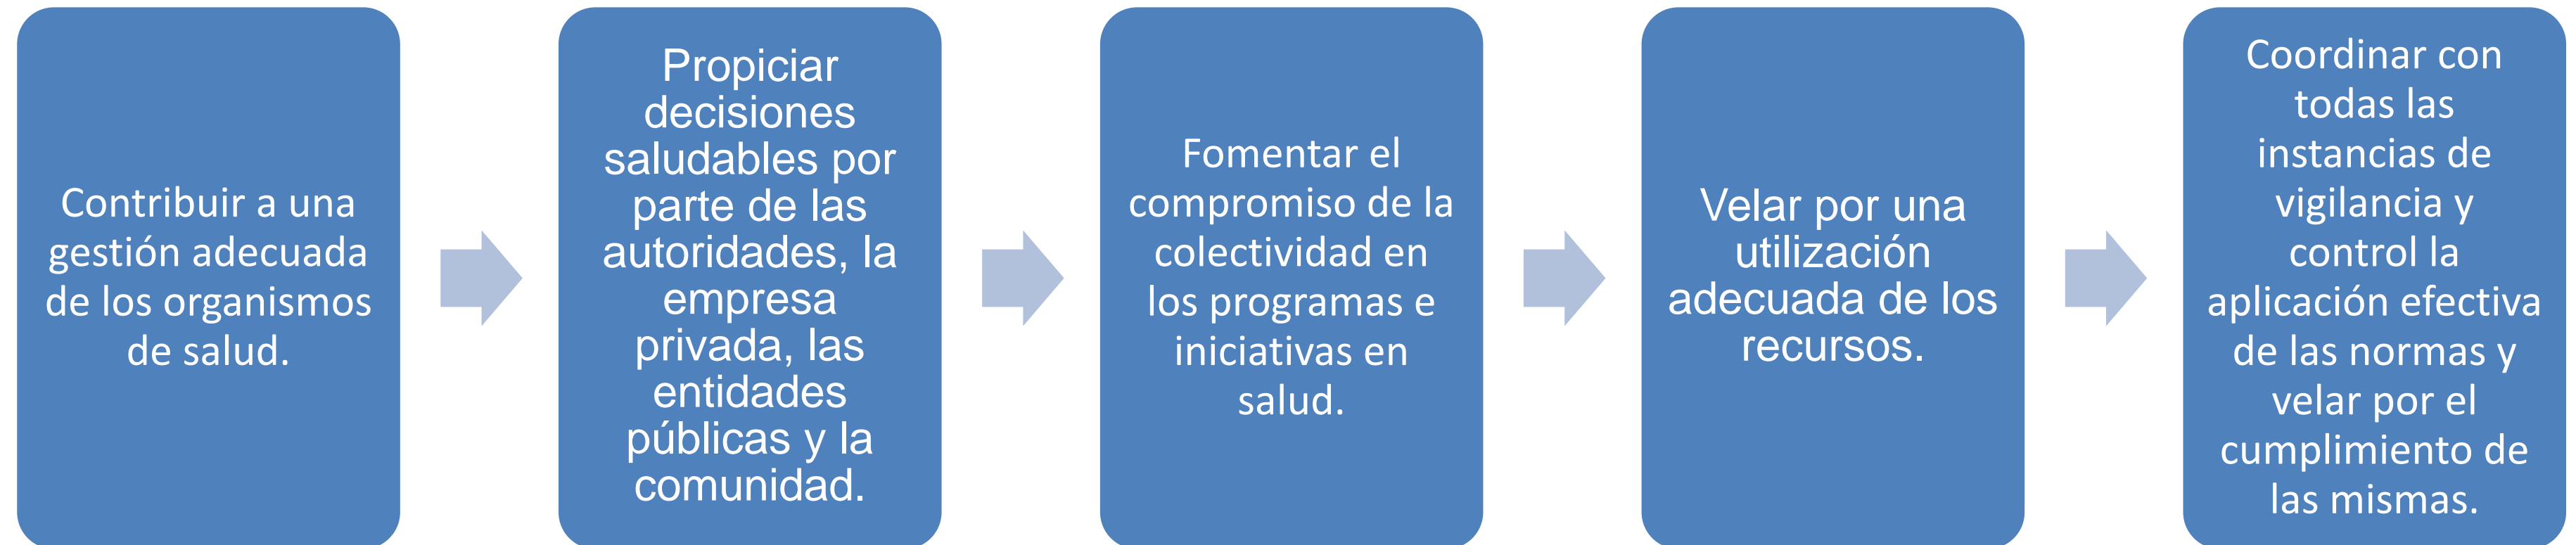 Contribuir a una
gestión adecuada
de los organismos
de salud.
Propiciar
decisiones
saludables por
parte de las
autoridades, la
empresa
privada, las
entidades
públicas y la
comunidad.
Fomentar el
compromiso de la
colectividad en
los programas e
iniciativas en
salud.
Velar por una
utilización
adecuada de los
recursos.
Coordinar con
todas las
instancias de
vigilancia y
control la
aplicación efectiva
de las normas y
velar por el
cumplimiento de
las mismas.